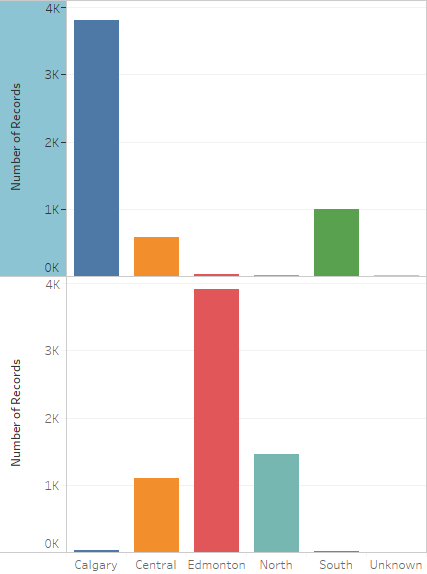 4K
3K
Number of Records
2K
1K
0K
4K
3K
Number of Records
2K
1K
0K
Calgary Central Edmonton North South Unknown